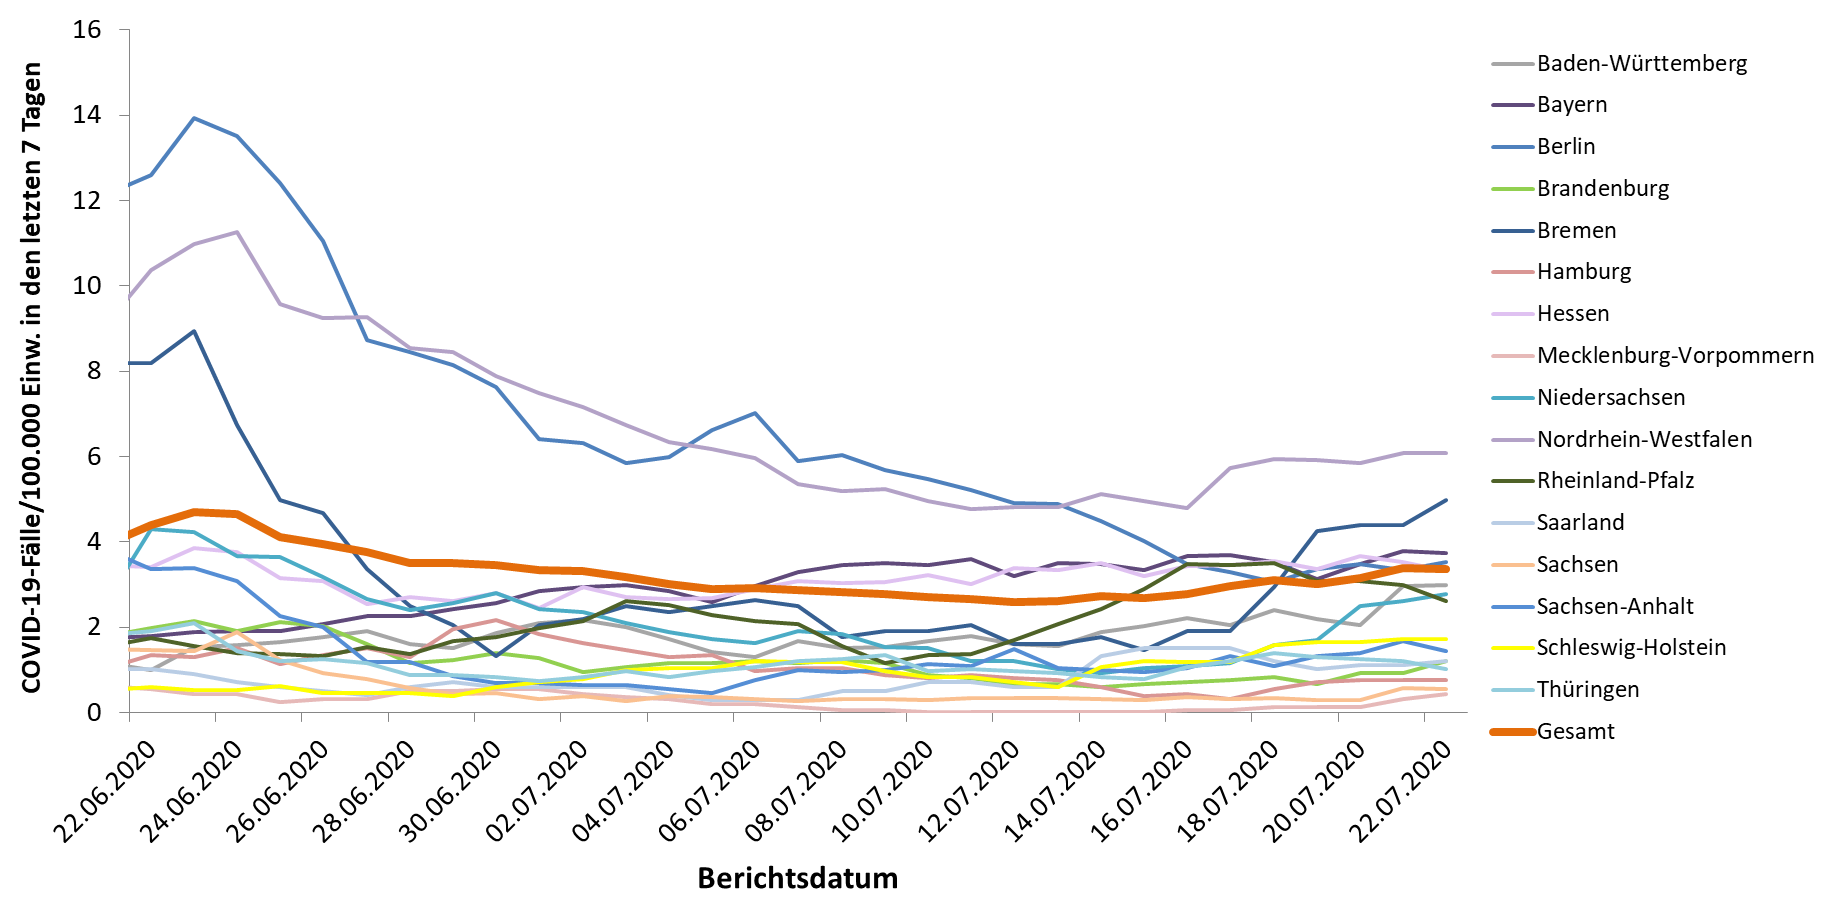 COVID-19-Fälle/100.000 Einw. in den letzten 7 Tagen
16
14
12
10
8
6
4
2
0
22.06.2020
24.06.2020
26.06.2020
28.06.2020
30.06.2020
02.07.2020
04.07.2020
06.07.2020
08.07.2020
10.07.2020
12.07.2020
14.07.2020
16.07.2020
18.07.2020
20.07.2020
22.07.2020
Berichtsdatum
Baden-Württemberg
Bayern
Berlin
Brandenburg
Bremen
Hamburg
Hessen
Mecklenburg-Vorpommern
Niedersachsen
Nordrhein-Westfalen
Rheinland-Pfalz
Saarland
Sachsen
Sachsen-Anhalt
Schleswig-Holstein
Thüringen
Gesamt